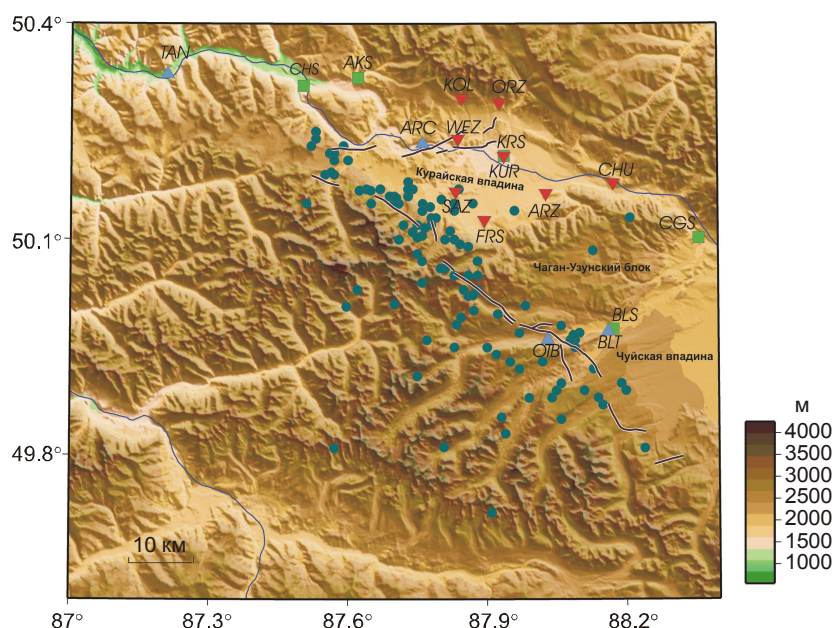 50.4°
TAN
CHS
AKS
KOL
ORZ
ARC
WEZ
KRS
KUR
Курайская впадина
CHU
SAZ
ARZ
FRS
CGS
50.1°
Чаган-Узунский блок
BLS
OTB
BLT
Чуйская впадина
49.8°
м
4000
3500
3000
2500
2000
1500
1000
10 км
87°
87.3°
87.6°
87.9°
88.2°